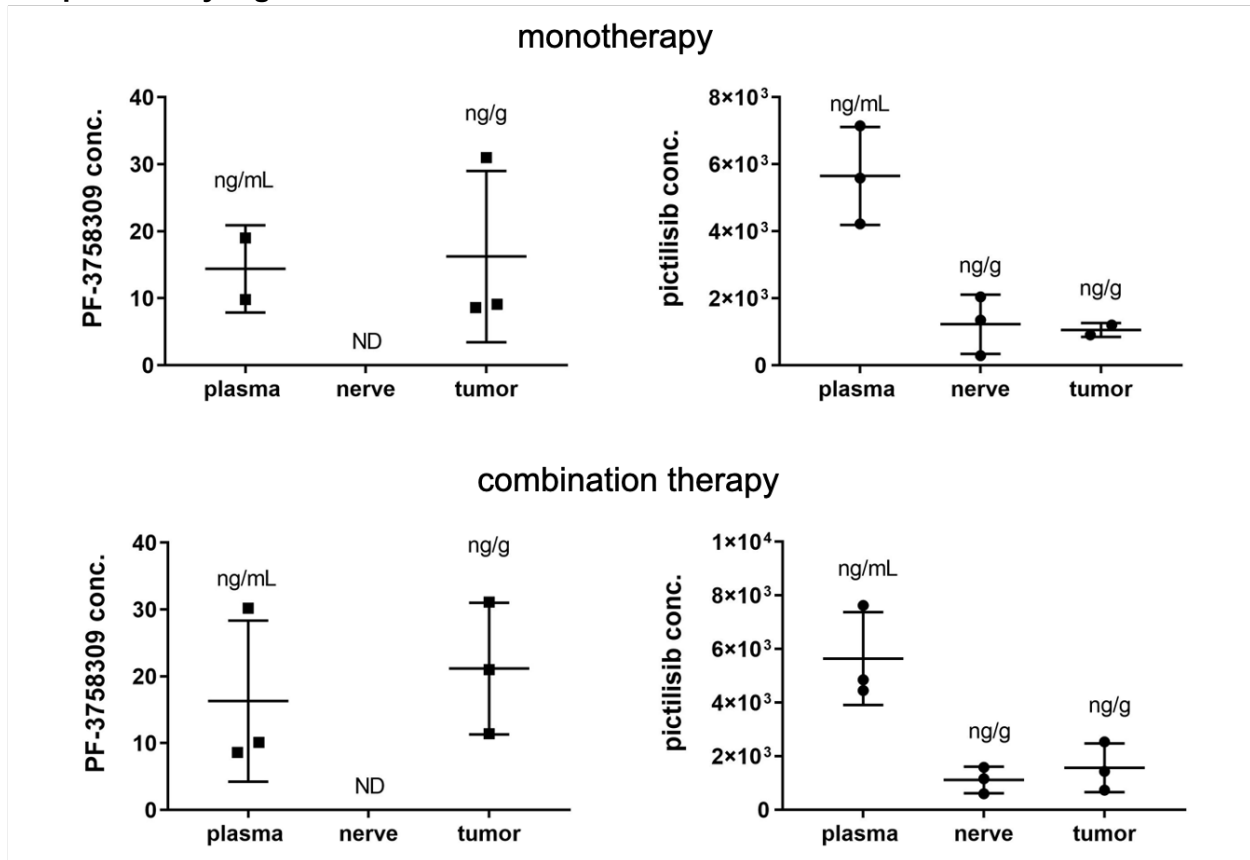 monotherapy
PF-3758309 conc.
40
30
20
10
0
ng/mL
ND
ng/g
plasma nerve tumor
pictilisib conc.
8×10³
6×10³
4×10³
2×10³
0
ng/mL
ng/g
ng/g
plasma nerve tumor
combination therapy
PF-3758309 conc.
40
30
20
10
0
ng/mL
ND
ng/g
plasma nerve tumor
pictilisib conc.
1×10⁴
8×10³
6×10³
4×10³
2×10³
0
ng/mL
ng/g
ng/g
plasma nerve tumor